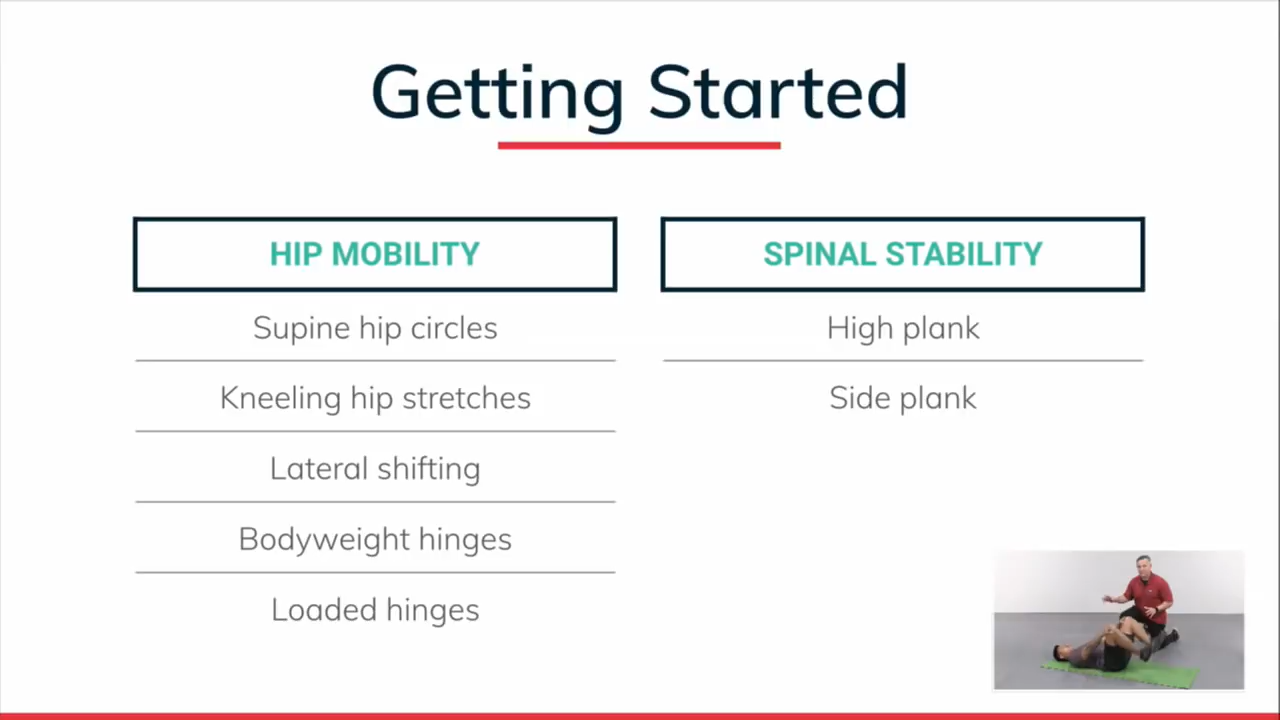 Getting Started
HIP MOBILITY
Supine hip circles
Kneeling hip stretches
Lateral shifting
Bodyweight hinges
Loaded hinges
SPINAL STABILITY
High plank
Side plank